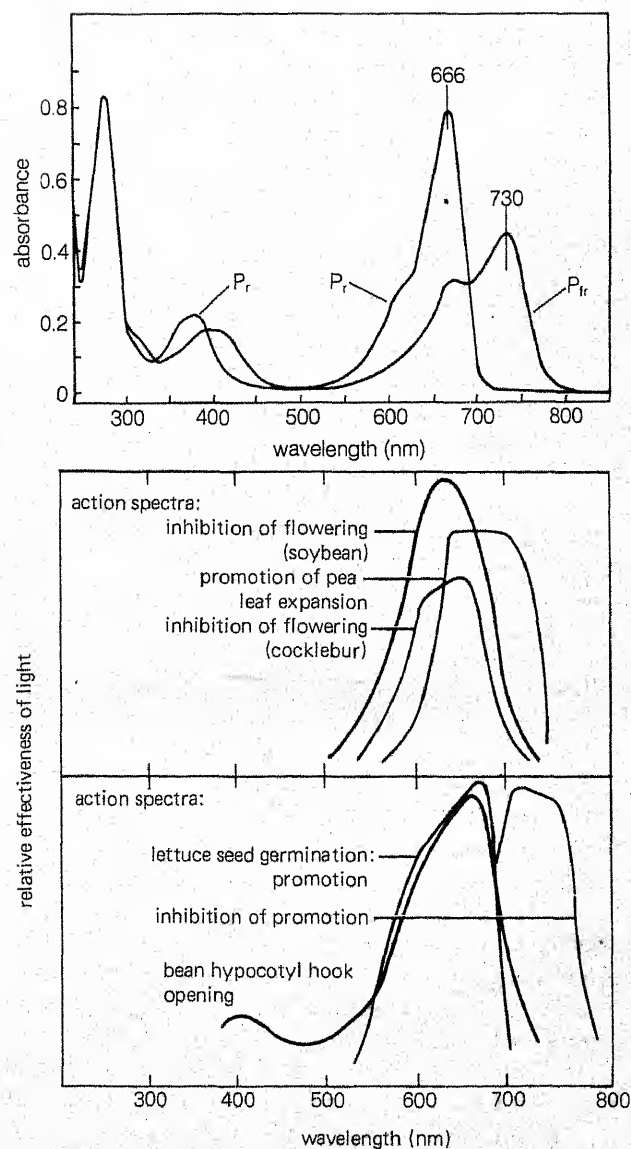 666
730
0.8
0.6
0.4
0.2
0
absorbance
Pr
Pr
Pfr
300 400 500 600 700 800
wavelength (nm)
action spectra:
inhibition of flowering
(soybean)
promotion of pea
leaf expansion
inhibition of flowering
(cocklebur)
relative effectiveness of light
action spectra:
lettuce seed germination:
promotion
inhibition of promotion
bean hypocotyl hook
opening
300 400 500 600 700 800
wavelength (nm)